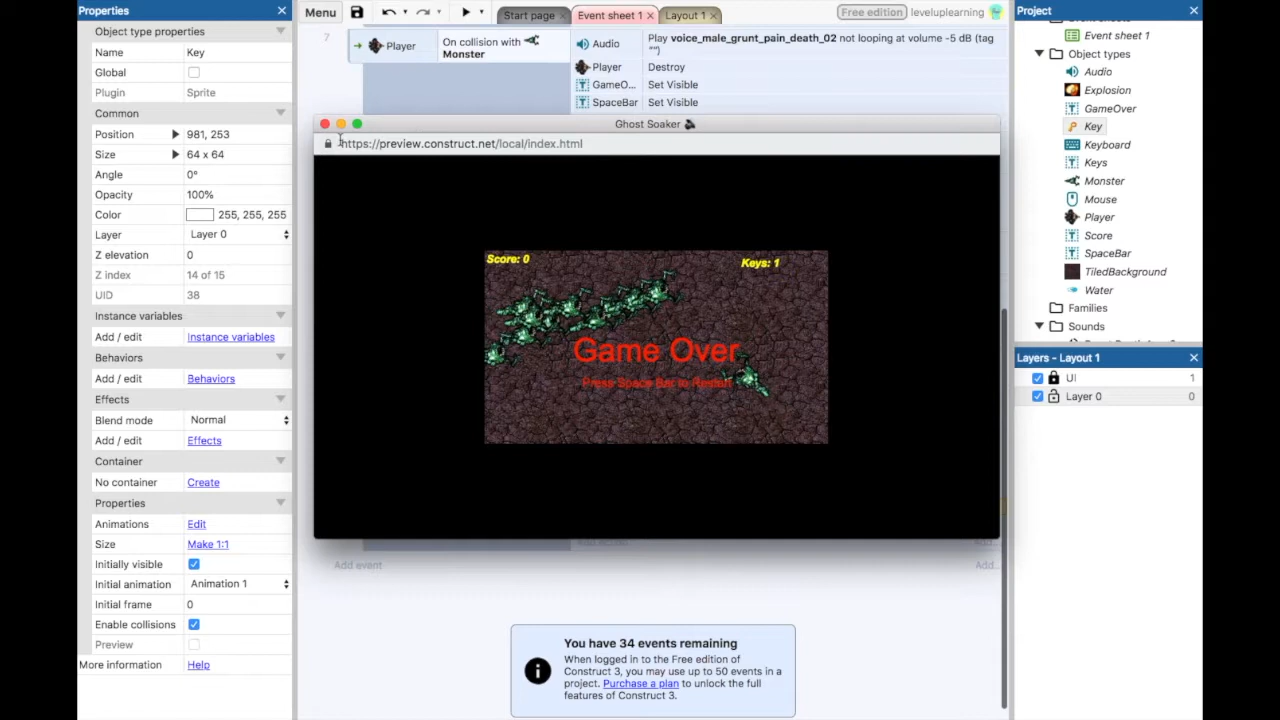 Properties
Object type properties
Name Key
Global
Plugin Sprite
Common
Position 981, 253
Size 64 x 64
Angle 0°
Opacity 100%
Color 255, 255, 255
Layer Layer 0
Z elevation 0
Z index 14 of 15
UID 38
Instance variables
Add / edit Instance variables
Behaviors
Add / edit Behaviors
Effects
Blend mode Normal
Add / edit Effects
Container
No container Create
Properties
Animations Edit
Size Make 1:1
Initially visible
Initial animation Animation 1
Initial frame 0
Enable collisions
Preview
More information Help
Menu
Start page
Event sheet 1
Layout 1
Free edition
leveluplearning
7
Player
On collision with
Monster
Audio
Play voice_male_grunt_pain_death_02 not looping at volume -5 dB (tag
"")
Player Destroy
GameO... Set Visible
SpaceBar Set Visible
Ghost Soaker
https://preview.construct.net/local/index.html
Score: 0
Keys: 1
Game Over
Press Space Bar to Restart
Add event
Add...
You have 34 events remaining
When logged in to the Free edition of
Construct 3, you may use up to 50 events in a
project. Purchase a plan to unlock the full
features of Construct 3.
Project
Event sheet 1
Object types
Audio
Explosion
GameOver
Key
Keyboard
Keys
Monster
Mouse
Player
Score
SpaceBar
TiledBackground
Water
Families
Sounds
Layers - Layout 1
UI 1
Layer 0 0